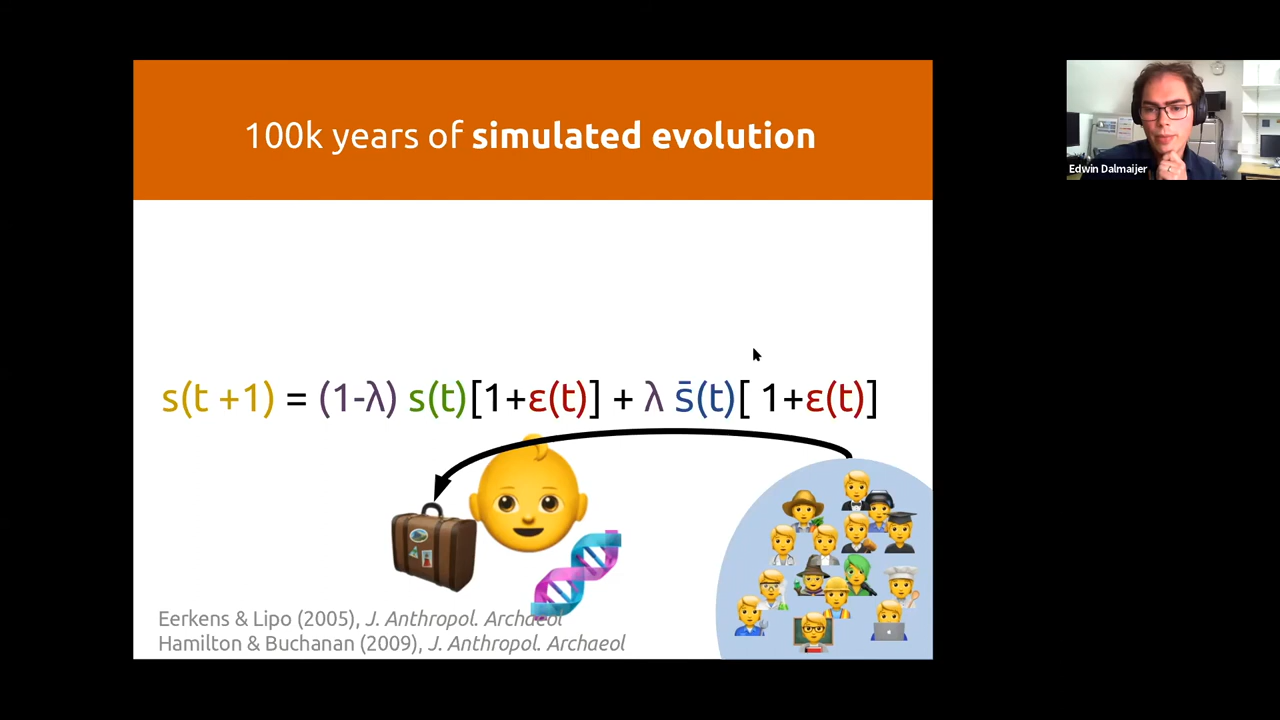 100k years of simulated evolution
Edwin Dalmaijer
s(t +1) = (1-λ) s(t)[1+ε(t)] + λ s̄(t)[ 1+ε(t)]
Eerkens & Lipo (2005), J. Anthropol. Archaeol
Hamilton & Buchanan (2009), J. Anthropol. Archaeol